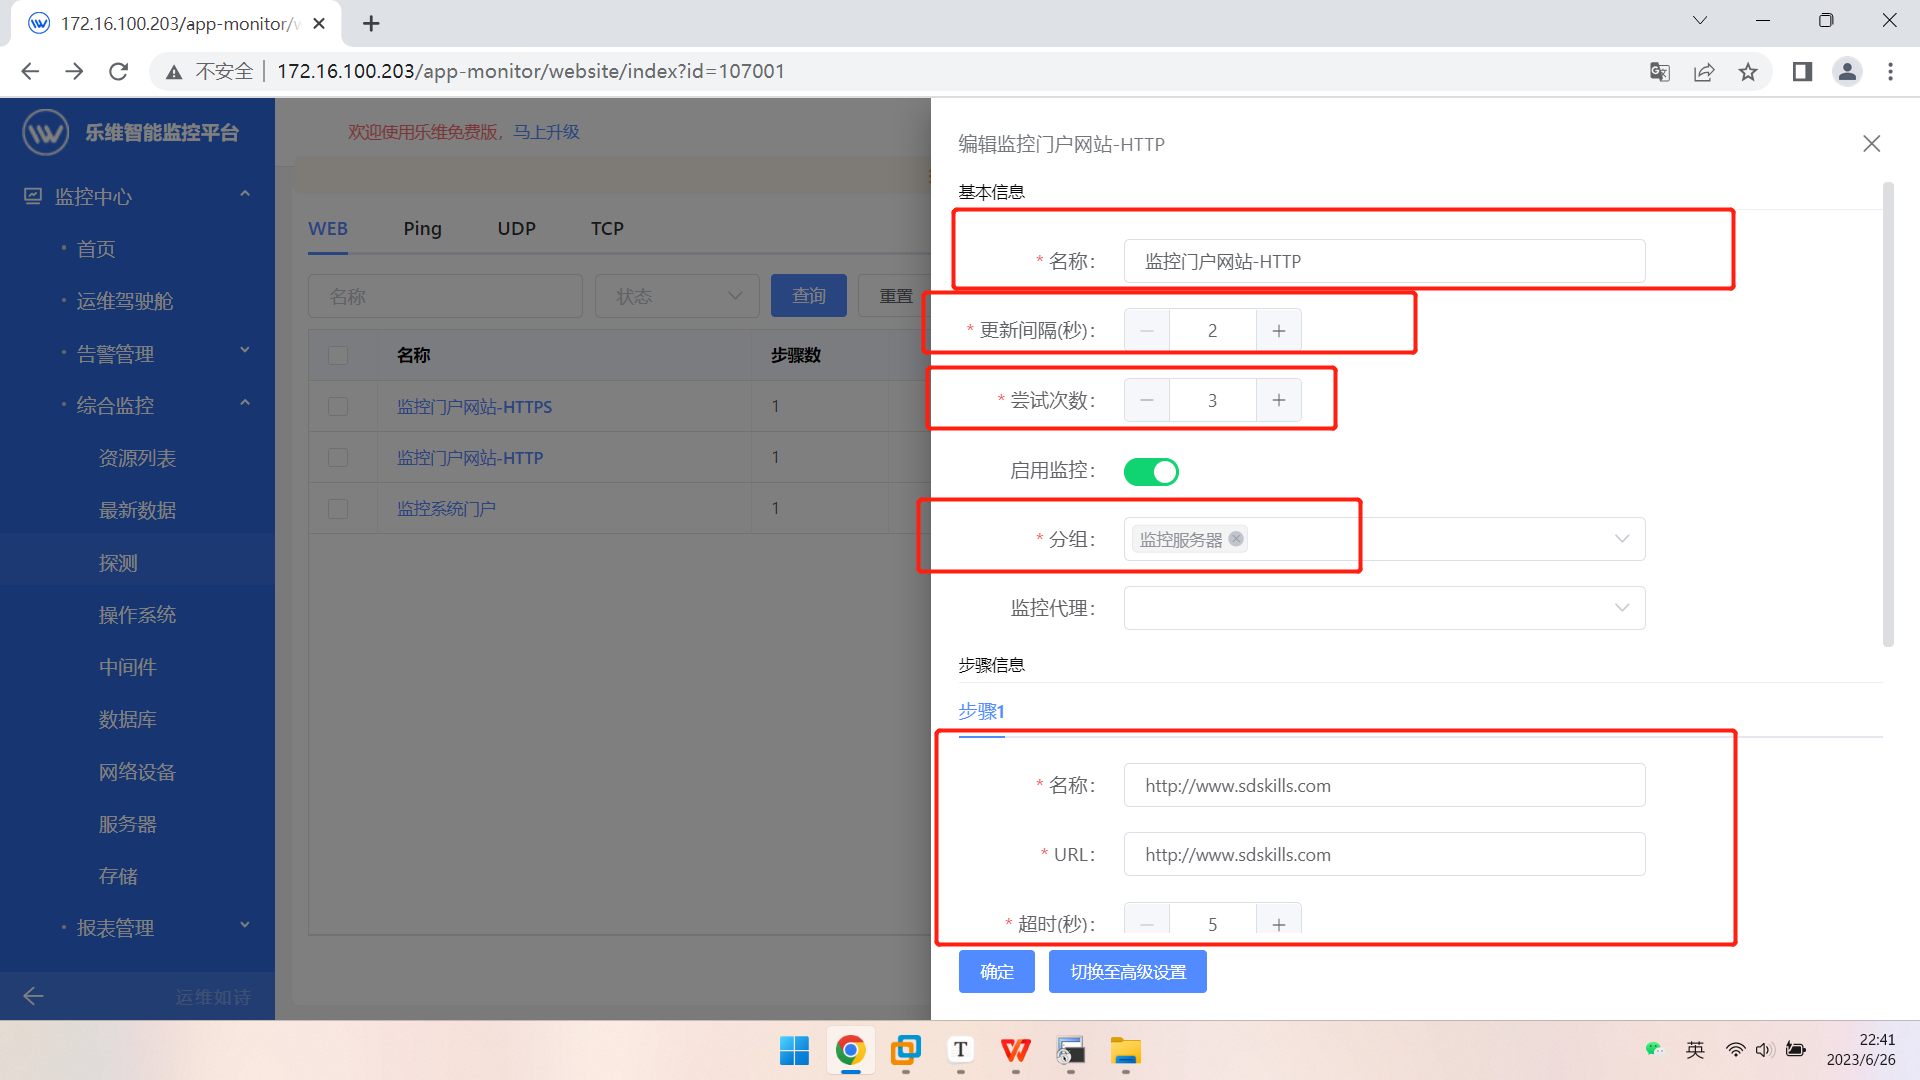 172.16.100.203/app-monitor/w
不安全
172.16.100.203/app-monitor/website/index?id=107001
乐维智能监控平台
监控中心
首页
运维驾驶舱
告警管理
综合监控
资源列表
最新数据
探测
操作系统
中间件
数据库
网络设备
服务器
存储
报表管理
运维如诗
欢迎使用乐维免费版，马上升级
WEB Ping UDP TCP
名称 状态 查询 重置
名称 步骤数
监控门户网站-HTTPS 1
监控门户网站-HTTP 1
监控系统门户 1
编辑监控门户网站-HTTP
基本信息
* 名称： 监控门户网站-HTTP
* 更新间隔(秒)： 2
* 尝试次数： 3
启用监控：
* 分组： 监控服务器
监控代理：
步骤信息
步骤1
* 名称： http://www.sdskills.com
* URL： http://www.sdskills.com
* 超时(秒)： 5
确定 切换至高级设置
英
22:41
2023/6/26